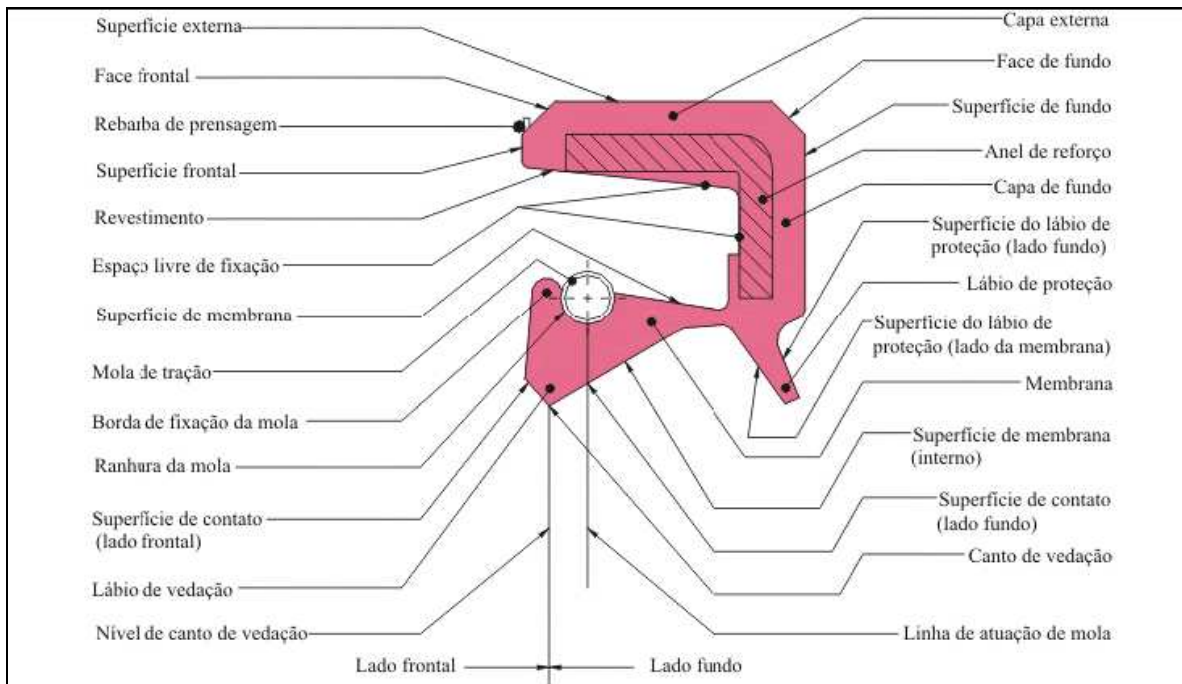 Superfície externa
Face frontal
Rebarba de prensagem
Superfície frontal
Revestimento
Espaço livre de fixação
Superfície de membrana
Mola de tração
Borda de fixação da mola
Ranhura da mola
Superfície de contato
(lado frontal)
Lábio de vedação
Nível de canto de vedação
Lado frontal
Lado fundo
Capa externa
Face de fundo
Superfície de fundo
Anel de reforço
Capa de fundo
Superfície do lábio de
proteção (lado fundo)
Lábio de proteção
Superfície do lábio de
proteção (lado da membrana)
Membrana
Superfície de membrana
(interno)
Superfície de contato
(lado fundo)
Canto de vedação
Linha de atuação de mola